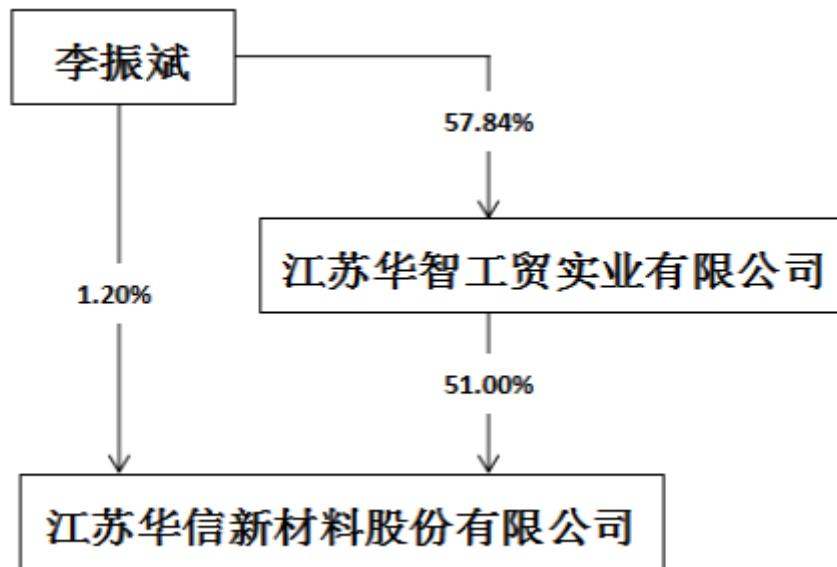 李振斌
57.84%
江苏华智工贸实业有限公司
1.20%
51.00%
江苏华信新材料股份有限公司